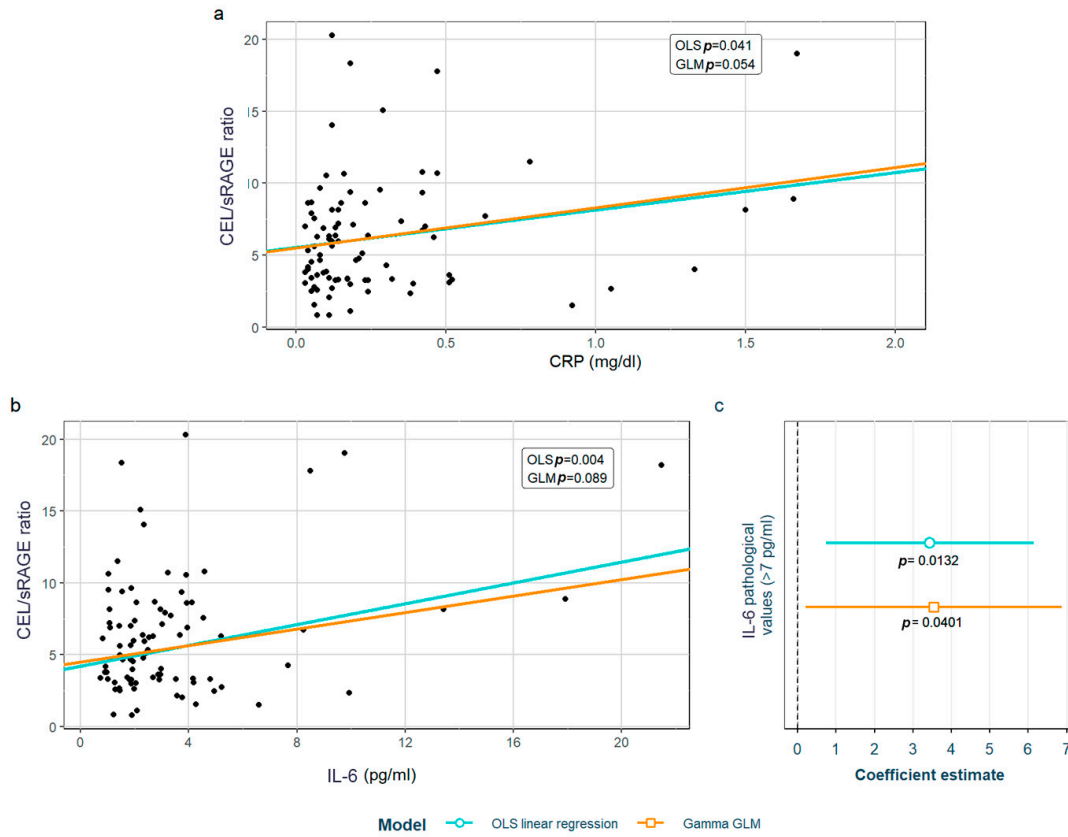 a
20
15
10
5
0
CEL/sRAGE ratio
OLS p=0.041
GLM p=0.054
0.0 0.5 1.0 1.5 2.0
CRP (mg/dl)
b
20
15
10
5
0
CEL/sRAGE ratio
OLS p=0.004
GLM p=0.089
0 4 8 12 16 20
IL-6 (pg/ml)
c
IL-6 pathological
values (>7 pg/ml)
p= 0.0132
p= 0.0401
0 1 2 3 4 5 6 7
Coefficient estimate
Model OLS linear regression Gamma GLM